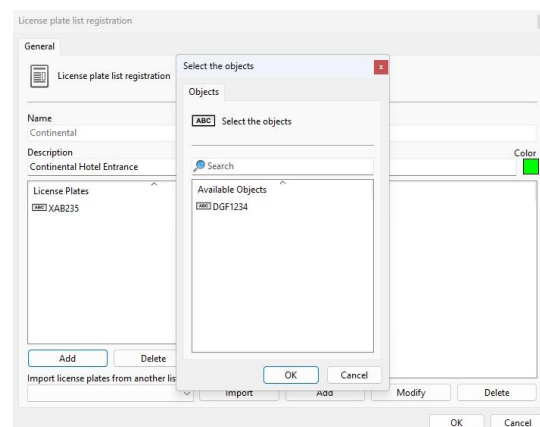 License plate list registration
General
License plate list registration
Name
Continental
Description
Color
Continental Hotel Entrance
License Plates
ABC XAB235
Add
Delete
Import license plates from another lis
Import
Add
Modify
Delete
OK
Cancel
Select the objects
x
Objects
ABC Select the objects
Search
Available Objects
ABC DGF1234
OK
Cancel